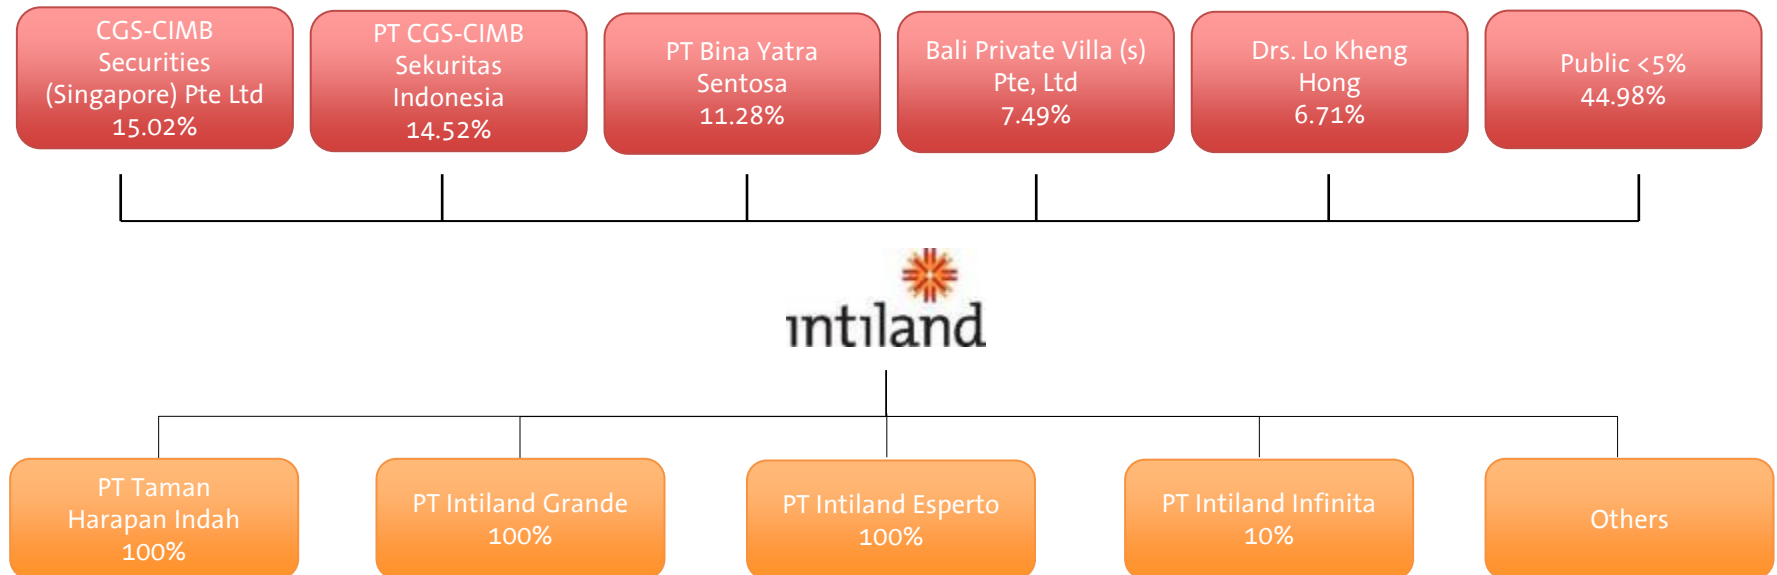 CGS-CIMB
Securities
(Singapore) Pte Ltd
15.02%
PT CGS-CIMB
Sekuritas
Indonesia
14.52%
PT Bina Yatra
Sentosa
11.28%
Bali Private Villa (s)
Pte, Ltd
7.49%
Drs. Lo Kheng
Hong
6.71%
Public <5%
44.98%
intiland
PT Taman
Harapan Indah
100%
PT Intiland Grande
100%
PT Intiland Esperto
100%
PT Intiland Infinita
10%
Others